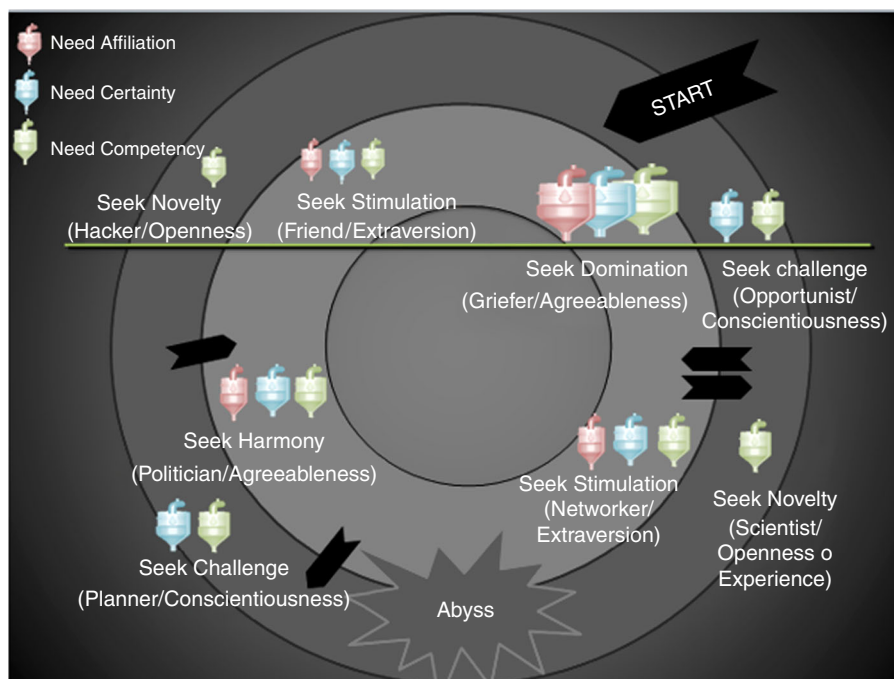 Need Affiliation
Need Certainty
Need Competency
START
Seek Novelty
(Hacker/Openness)
Seek Stimulation
(Friend/Extraversion)
Seek Domination
(Griefer/Agreeableness)
Seek challenge
(Opportunist/
Conscientiousness)
Seek Harmony
(Politician/Agreeableness)
Seek Stimulation
(Networker/
Extraversion)
Seek Novelty
(Scientist/
Openness o
Experience)
Seek Challenge
(Planner/Conscientiousness)
Abyss